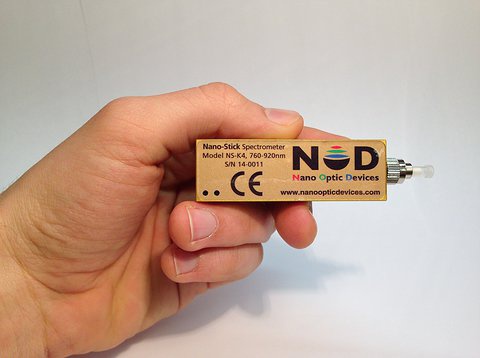 Nano-Stick Spectrometer
Model NS-K4, 760-920nm
S/N 14-0011
CE
NOD
Nano Optic Devices
www.nanoopticdevices.com